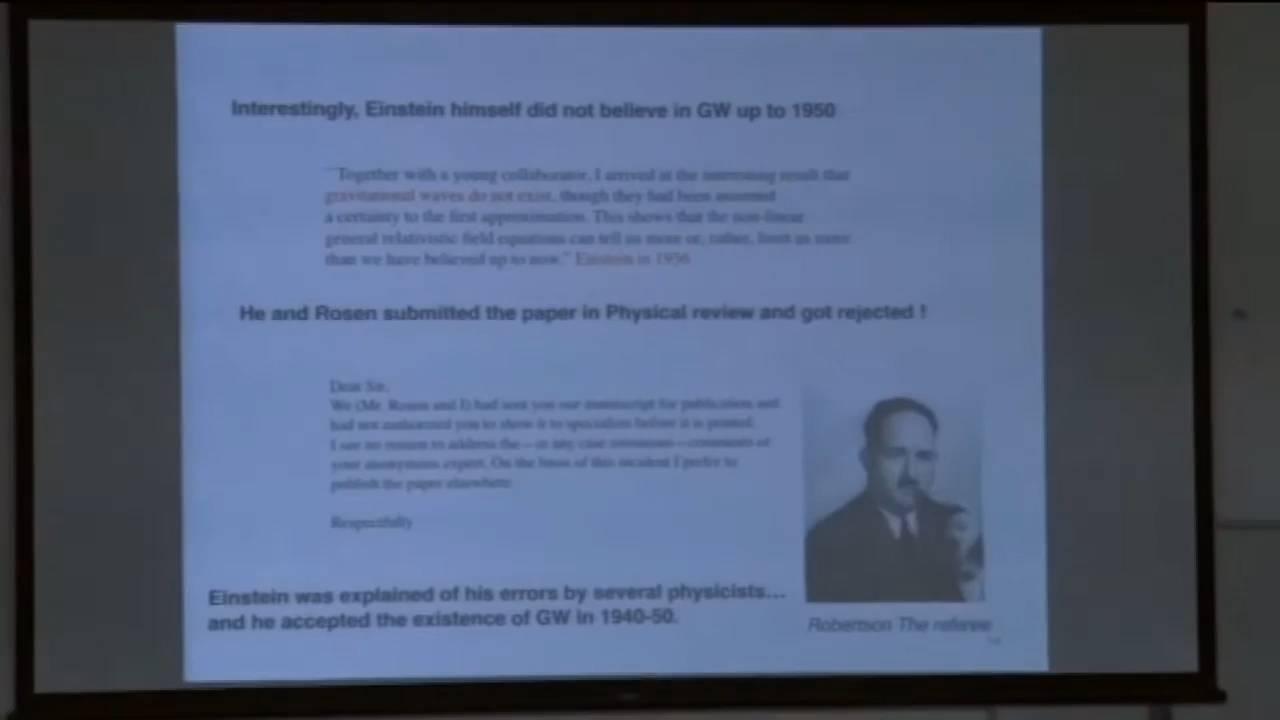 Interestingly, Einstein himself did not believe in GW up to 1950
"Together with a young collaborator, I arrived at the interesting result that
gravitational waves do not exist, though they had been assumed
a certainty to the first approximation. This shows that the non-linear
general relativistic field equations can tell us more or, rather, limit us more
than we have believed up to now." Einstein in 1936
He and Rosen submitted the paper in Physical review and got rejected !
Dear Sir,
We (Mr. Rosen and I) had sent you our manuscript for publication and
had not authorized you to show it to specialists before it is printed.
I see no reason to address the—in any case erroneous—comments of
your anonymous expert. On the basis of this incident I prefer to
publish the paper elsewhere
Respectfully
Einstein was explained of his errors by several physicists...
and he accepted the existence of GW in 1940-50.
Robertson The referee